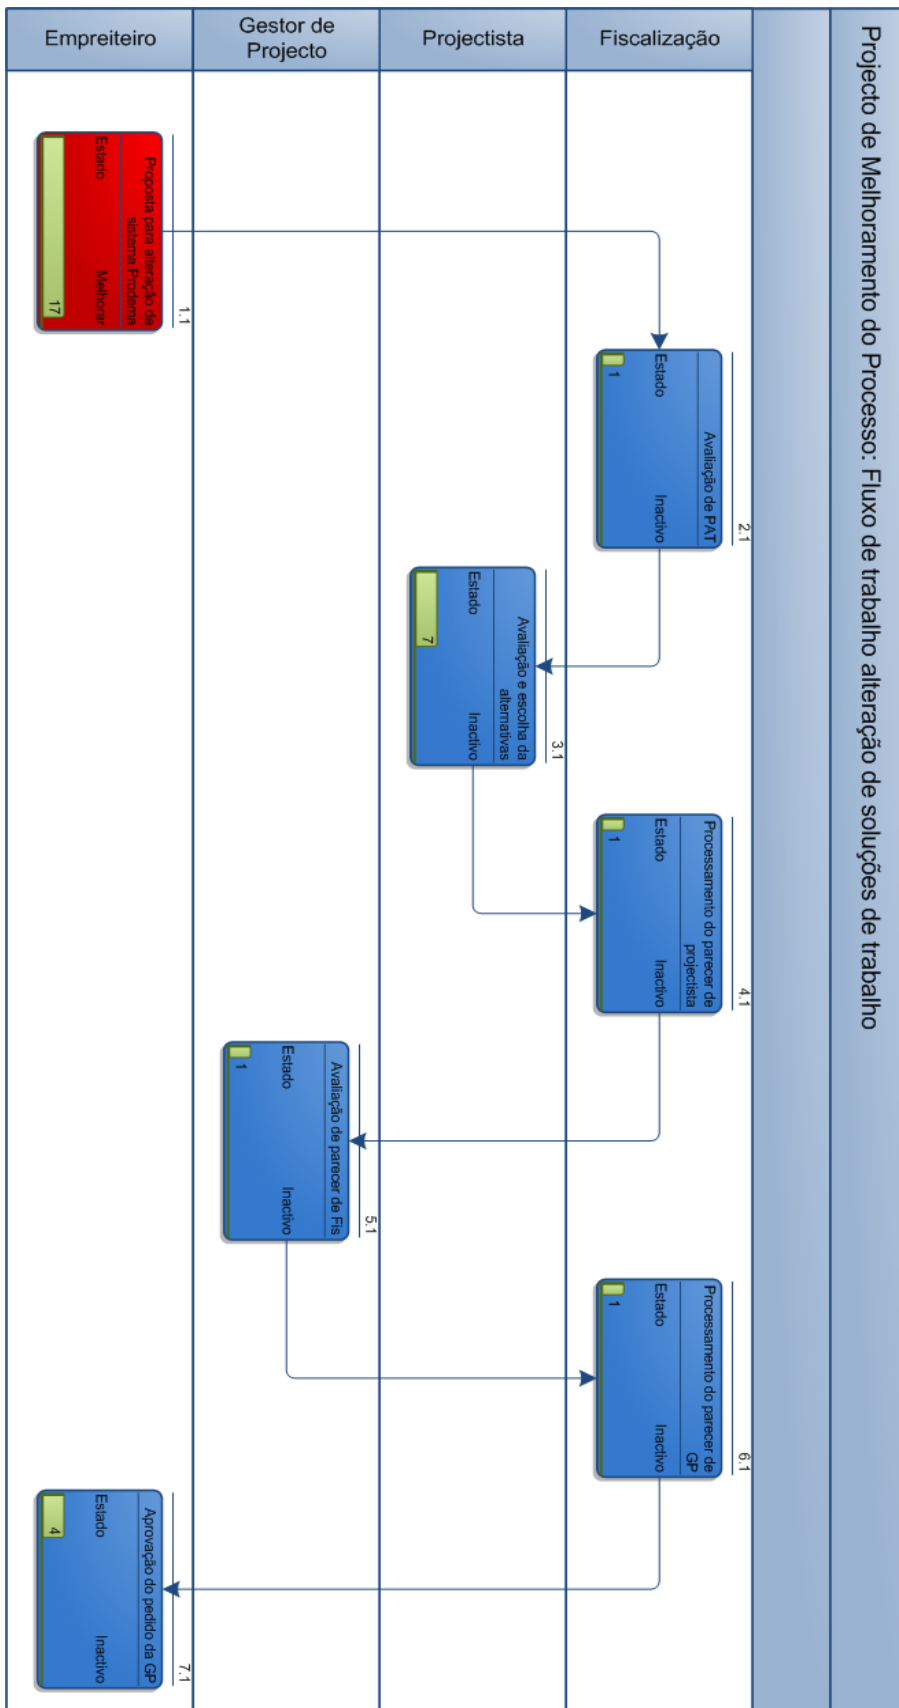 Projecto de Melhoramento do Processo: Fluxo de trabalho alteração de soluções de trabalho
Fiscalização
Projectista
Gestor de
Projecto
Empreiteiro
1.1
Proposta para alteração de
sistema Prodema
Estado Melhorar
17
2.1
Avaliação de PAT
Estado Inactivo
1
3.1
Avaliação e escolha da
alternativas
Estado Inactivo
7
4.1
Processamento do parecer de
projectista
Estado Inactivo
1
5.1
Avaliação de parecer de Fis
Estado Inactivo
1
6.1
Processamento do parecer de
GP
Estado Inactivo
1
7.1
Aprovação do pedido da GP
Estado Inactivo
4